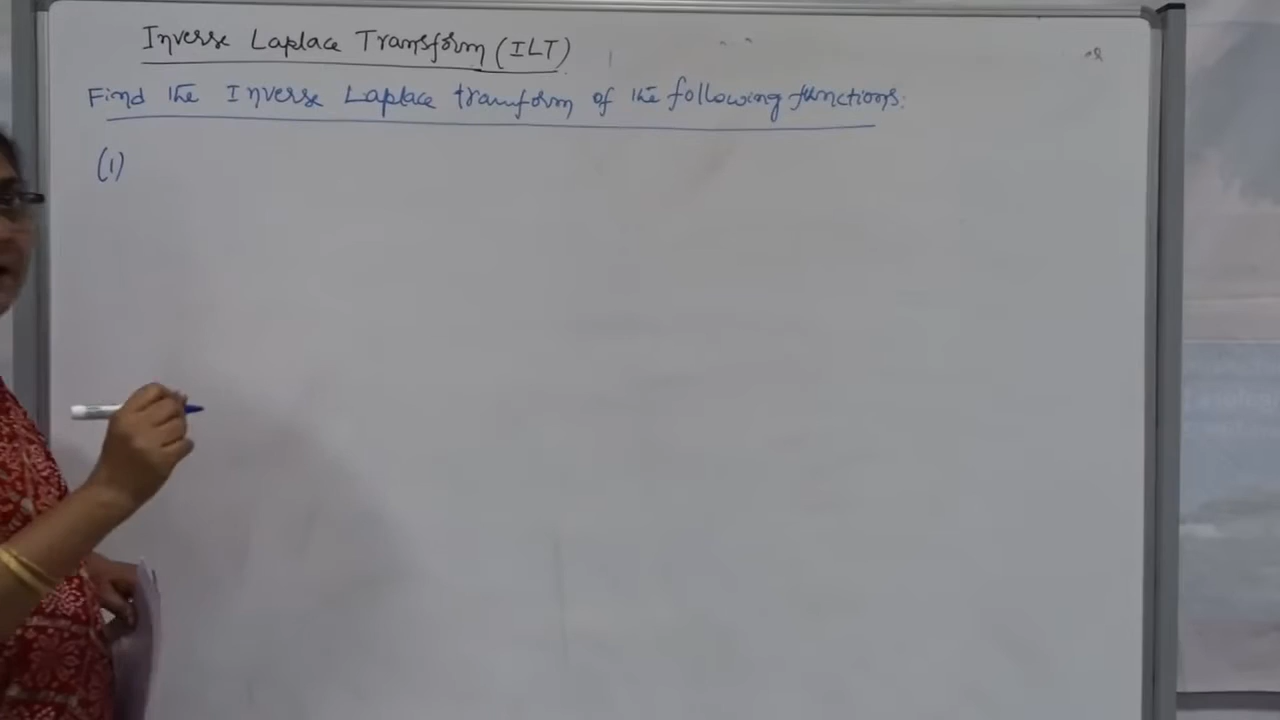 Inverse Laplace Transform (ILT)
Find the Inverse Laplace transform of the following functions:
(1)